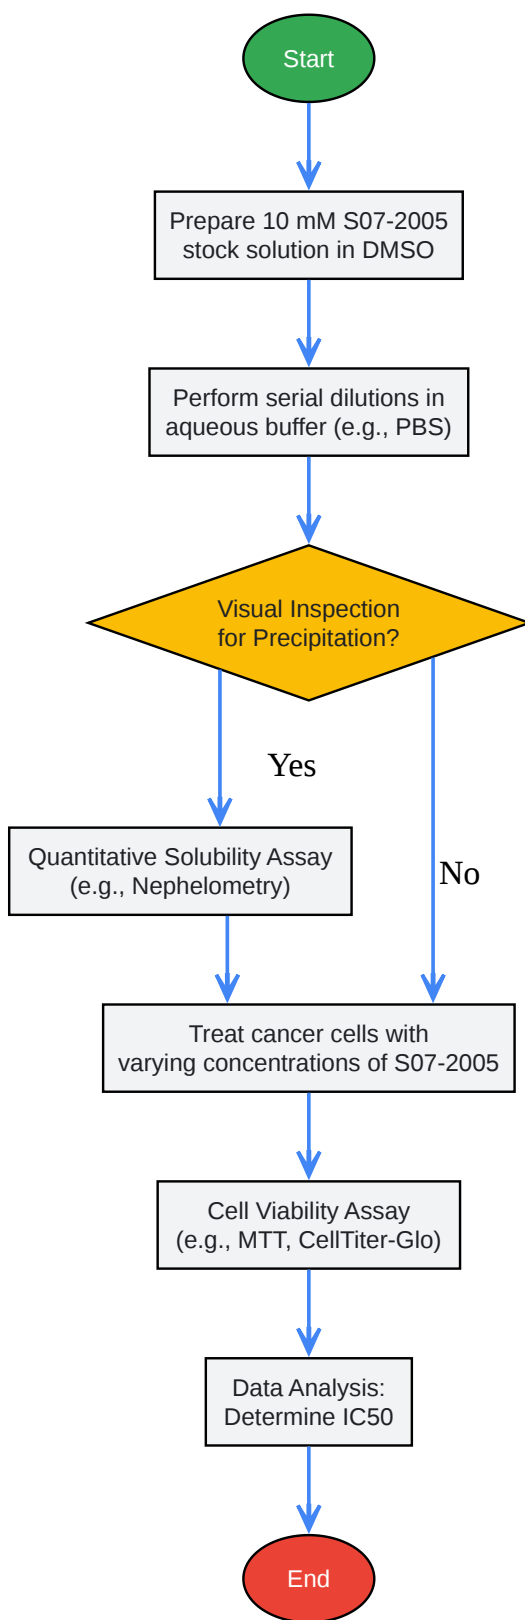 Start
Prepare 10 mM S07-2005
stock solution in DMSO
Perform serial dilutions in
aqueous buffer (e.g., PBS)
Visual Inspection
for Precipitation?
Yes
Quantitative Solubility Assay
(e.g., Nephelometry)
No
Treat cancer cells with
varying concentrations of S07-2005
Cell Viability Assay
(e.g., MTT, CellTiter-Glo)
Data Analysis:
Determine IC50
End